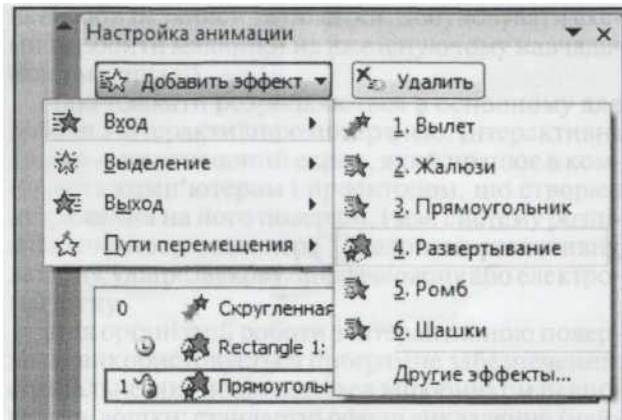 Настройка анимации
Добавить эффект
Удалить
Вход
Выделение
Выход
Пути перемещения
1. Вылет
2. Жалюзи
3. Прямоугольник
4. Развертывание
5. Ромб
6. Шашки
Другие эффекты...
0 Скругленная
Rectangle 1:
1 Прямоугольн